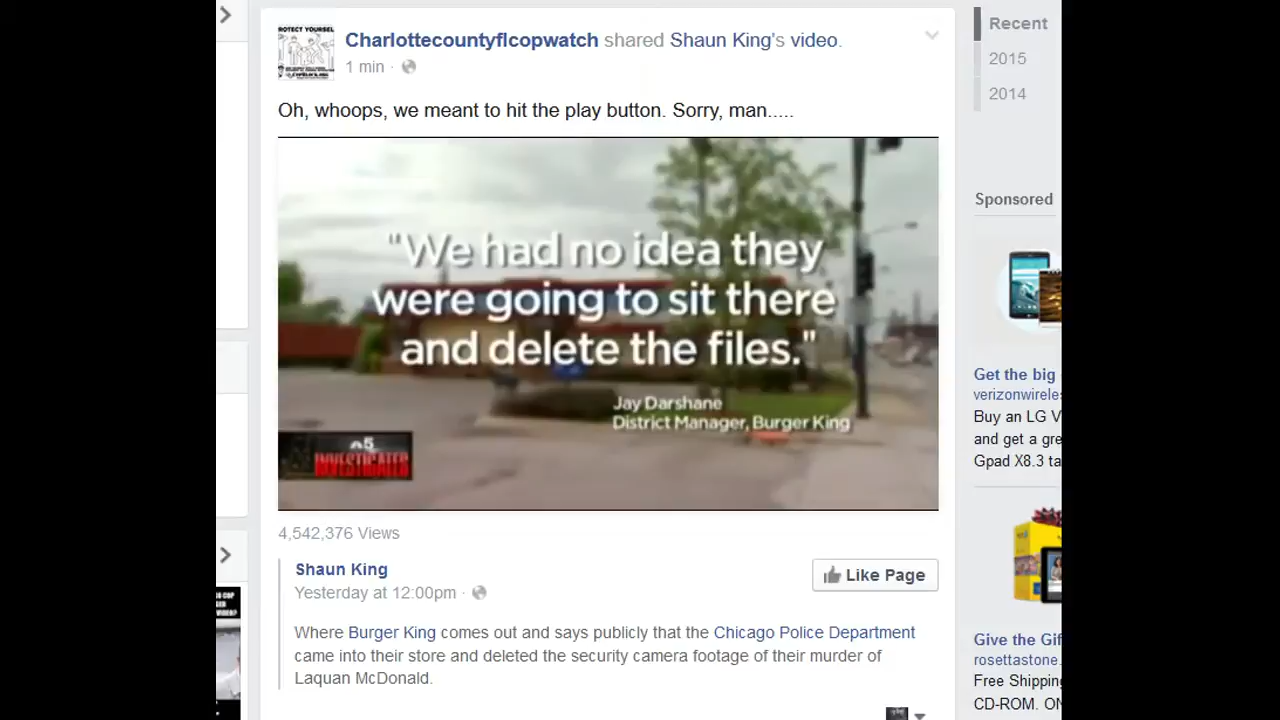 Charlottecountyflcopwatch shared Shaun King's video.
1 min ·
Oh, whoops, we meant to hit the play button. Sorry, man.....
"We had no idea they
were going to sit there
and delete the files."
Jay Darshane
District Manager, Burger King
5
INVESTIGATES
4,542,376 Views
Shaun King
Like Page
Yesterday at 12:00pm ·
Where Burger King comes out and says publicly that the Chicago Police Department
came into their store and deleted the security camera footage of their murder of
Laquan McDonald.
Recent
2015
2014
Sponsored
Get the big
verizonwireles
Buy an LG V
and get a gre
Gpad X8.3 ta
Give the Gif
rosettastone.
Free Shipping
CD-ROM. ON